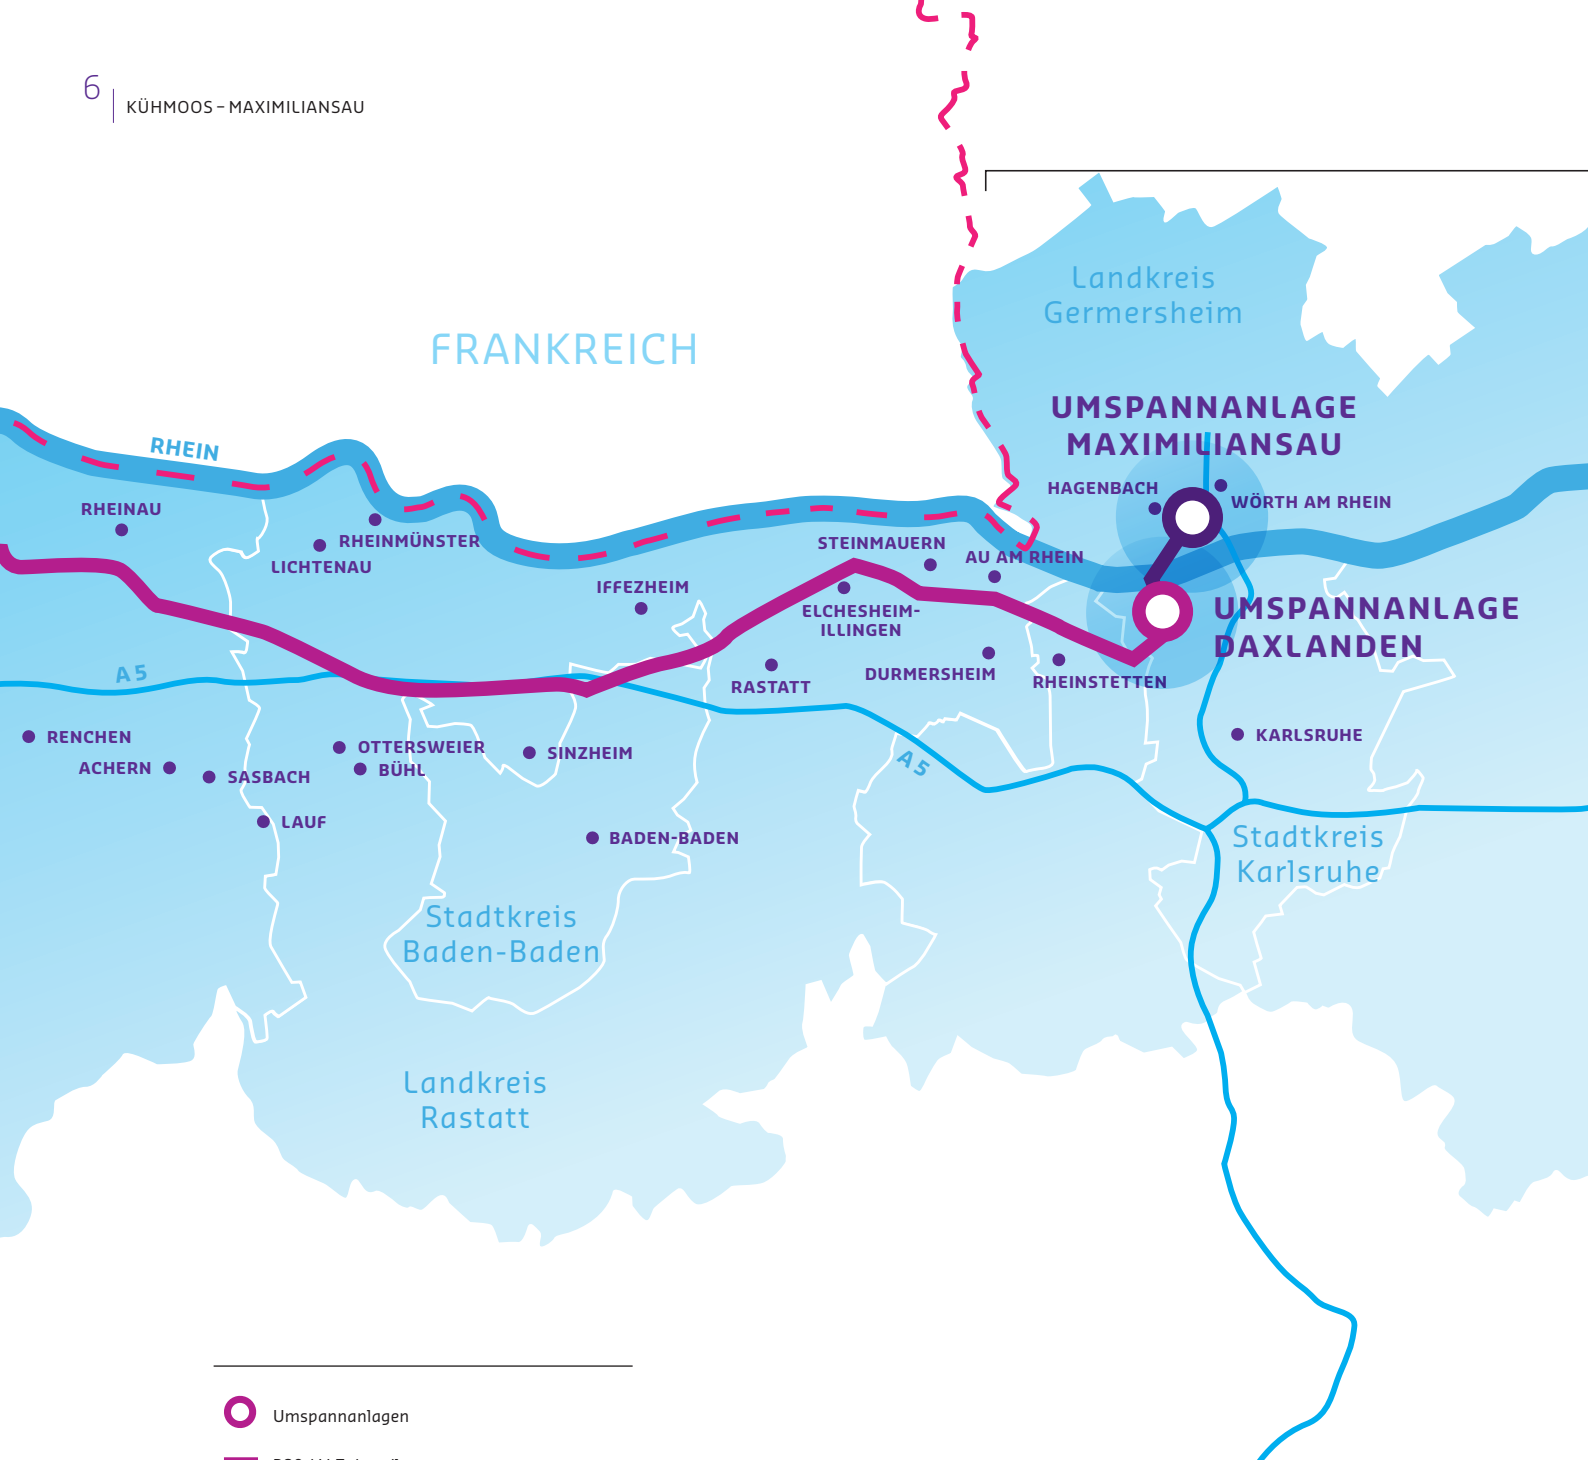 6
KÜHMOOS – MAXIMILIANSAU
Landkreis
Germersheim
FRANKREICH
UMSPANNANLAGE
MAXIMILIANSAU
RHEIN
HAGENBACH
WÖRTH AM RHEIN
RHEINAU
RHEINMÜNSTER
LICHTENAU
STEINMAUERN
AU AM RHEIN
IFFEZHEIM
ELCHESHEIM-
ILLINGEN
UMSPANNANLAGE
DAXLANDEN
A 5
RASTATT
DURMERSHEIM
RHEINSTETTEN
RENCHEN
OTTERSWEIER
SINZHEIM
KARLSRUHE
ACHERN
SASBACH
BÜHL
A 5
LAUF
BADEN-BADEN
Stadtkreis
Karlsruhe
Stadtkreis
Baden-Baden
Landkreis
Rastatt
Umspannanlagen